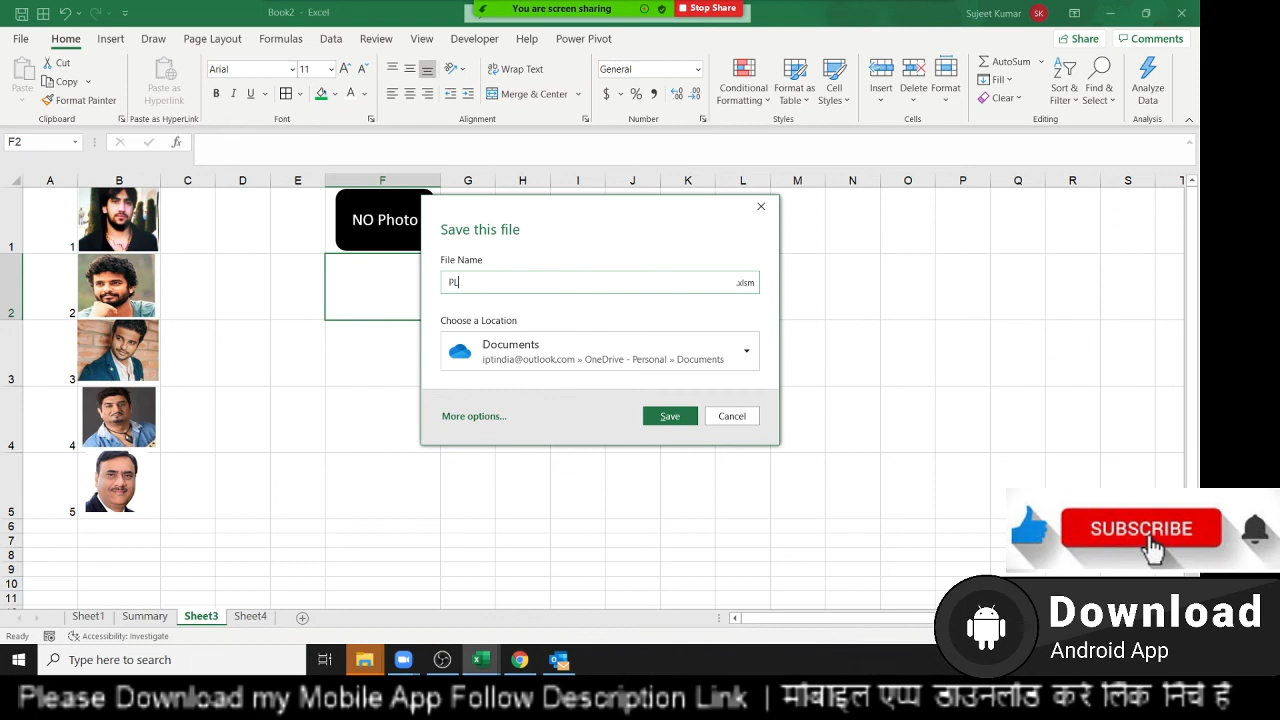 Book2 - Excel
You are screen sharing
Stop Share
Sujeet Kumar
SK
File Home Insert Draw Page Layout Formulas Data Review View Developer Help Power Pivot
Share Comments
Paste
Cut
Copy
Format Painter
Clipboard
Paste as Hyperlink
Paste as HyperLink
Arial 11
B I U
Font
Wrap Text
Merge & Center
Alignment
General
$ % ,
Number
Conditional Formatting
Format as Table
Cell Styles
Styles
Insert Delete Format
Cells
AutoSum
Fill
Clear
Sort & Filter
Find & Select
Editing
Analyze Data
Analysis
F2
fx
A B C D E F G H I J K L M N O P Q R S T
1 1
NO Photo
2 2
3 3
4 4
5 5
6
7
8
9
10
11
Save this file
File Name
PL .xlsm
Choose a Location
Documents
iptindia@outlook.com » OneDrive - Personal » Documents
More options...
Save
Cancel
SUBSCRIBE
Download
Android App
Sheet1 Summary Sheet3 Sheet4
Ready Accessibility: Investigate
Type here to search
Please Download my Mobile App Follow Description Link | मोबाइल एप्प डाउनलोड करे लिंक निचे है